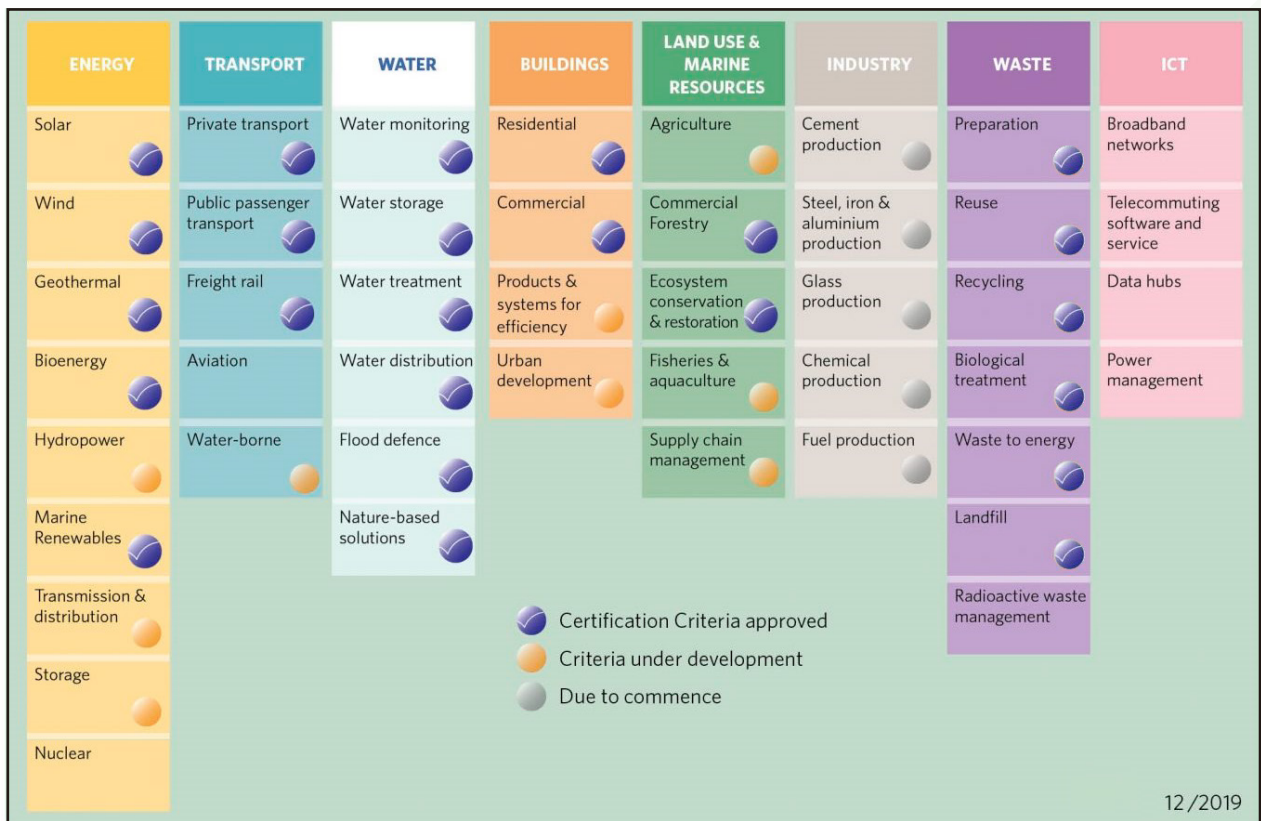 ENERGY
Solar
Wind
Geothermal
Bioenergy
Hydropower
Marine
Renewables
Transmission &
distribution
Storage
Nuclear
TRANSPORT
Private transport
Public passenger
transport
Freight rail
Aviation
Water-borne
WATER
Water monitoring
Water storage
Water treatment
Water distribution
Flood defence
Nature-based
solutions
BUILDINGS
Residential
Commercial
Products &
systems for
efficiency
Urban
development
LAND USE &
MARINE
RESOURCES
Agriculture
Commercial
Forestry
Ecosystem
conservation
& restoration
Fisheries &
aquaculture
Supply chain
management
INDUSTRY
Cement
production
Steel, iron &
aluminium
production
Glass
production
Chemical
production
Fuel production
WASTE
Preparation
Reuse
Recycling
Biological
treatment
Waste to energy
Landfill
Radioactive waste
management
ICT
Broadband
networks
Telecommuting
software and
service
Data hubs
Power
management
Certification Criteria approved
Criteria under development
Due to commence
12/2019